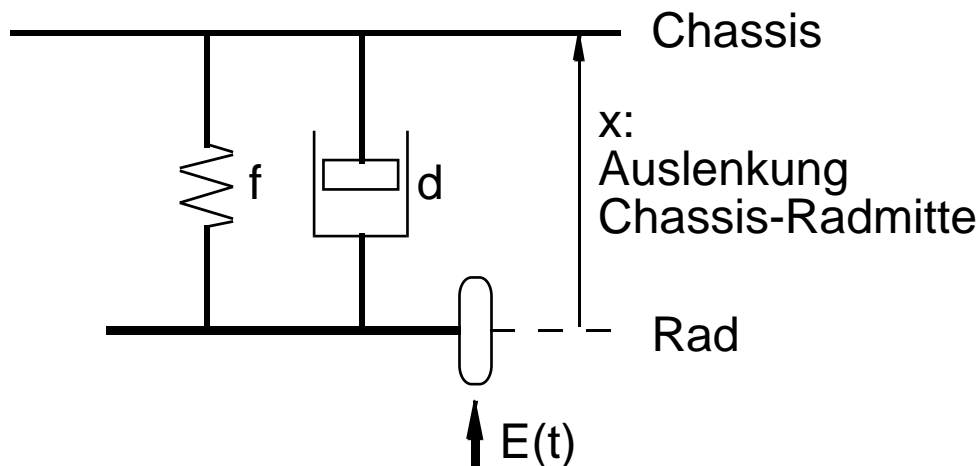 Chassis
x:
Auslenkung
Chassis-Radmitte
f
d
Rad
E(t)